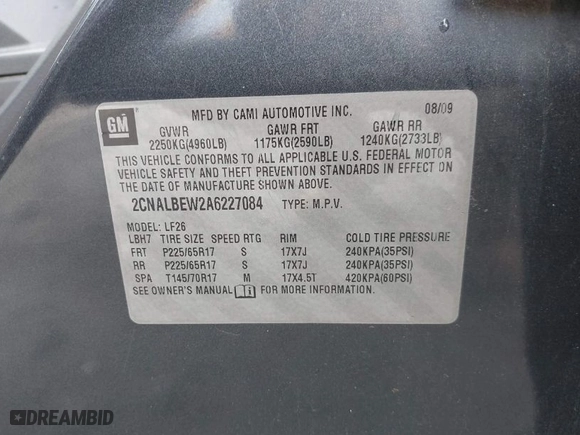 GM
MFD BY CAMI AUTOMOTIVE INC. 08/09
GVWR GAWR FRT GAWR RR
2250KG(4960LB) 1175KG(2590LB) 1240KG(2733LB)
THIS VEHICLE CONFORMS TO ALL APPLICABLE U.S. FEDERAL MOTOR
VEHICLE SAFETY AND THEFT PREVENTION STANDARDS IN EFFECT ON
THE DATE OF MANUFACTURE SHOWN ABOVE.
2CNALBEW2A6227084 TYPE: M.P.V.
MODEL: LF26
LBH7 TIRE SIZE SPEED RTG RIM COLD TIRE PRESSURE
FRT P225/65R17 S 17X7J 240KPA(35PSI)
RR P225/65R17 S 17X7J 240KPA(35PSI)
SPA T145/70R17 M 17X4.5T 420KPA(60PSI)
SEE OWNER'S MANUAL FOR MORE INFORMATION.
DREAMBID